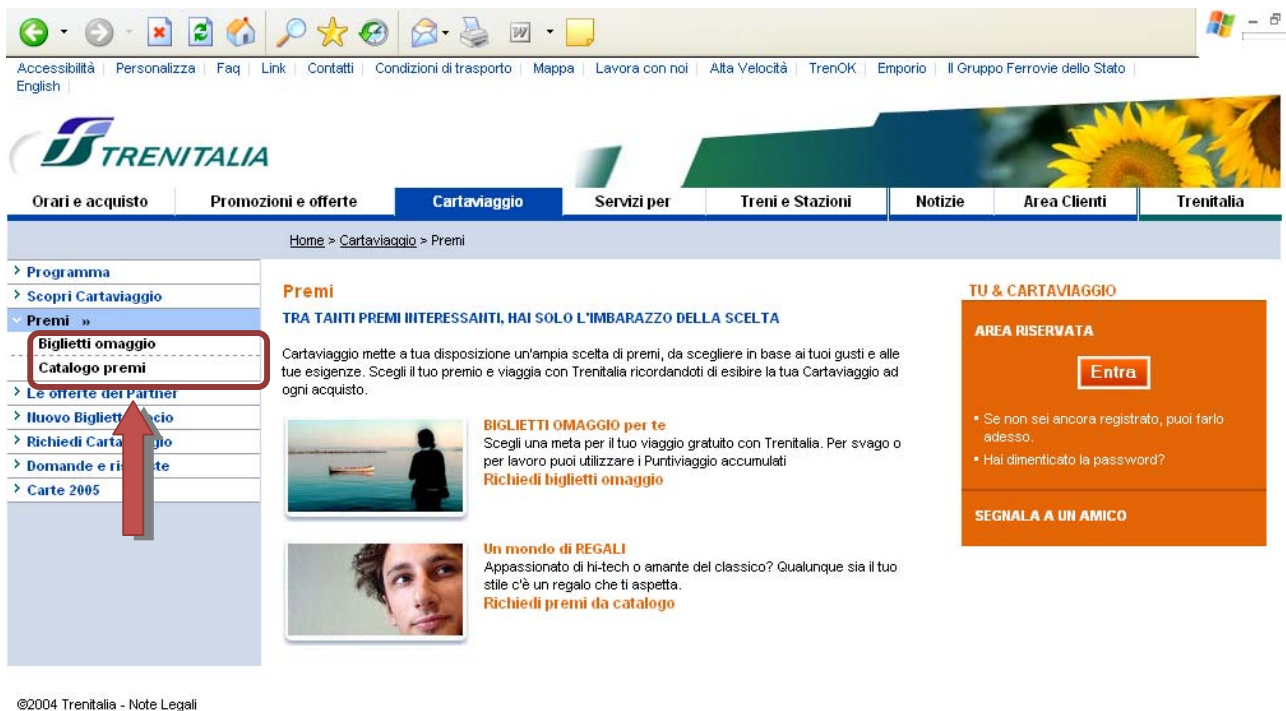 Accessibilità | Personalizza | Faq | Link | Contatti | Condizioni di trasporto | Mappa | Lavora con noi | Alta Velocità | TrenOK | Emporio | Il Gruppo Ferrovie dello Stato |
English |
TRENITALIA
Orari e acquisto Promozioni e offerte Cartaviaggio Servizi per Treni e Stazioni Notizie Area Clienti Trenitalia
Home > Cartaviaggio > Premi
Programma
Scopri Cartaviaggio
Premi »
Biglietti omaggio
Catalogo premi
Le offerte dei Partner
Nuovo
Richiedi
Domande e
Carte 2005
Premi
TRA TANTI PREMI INTERESSANTI, HAI SOLO L'IMBARAZZO DELLA SCELTA
Cartaviaggio mette a tua disposizione un'ampia scelta di premi, da scegliere in base ai tuoi gusti e alle
tue esigenze. Scegli il tuo premio e viaggia con Trenitalia ricordandoti di esibire la tua Cartaviaggio ad
ogni acquisto.
BIGLIETTI OMAGGIO per te
Scegli una meta per il tuo viaggio gratuito con Trenitalia. Per svago o
per lavoro puoi utilizzare i Puntiviaggio accumulati
Richiedi biglietti omaggio
Un mondo di REGALI
Appassionato di hi-tech o amante del classico? Qualunque sia il tuo
stile c'è un regalo che ti aspetta.
Richiedi premi da catalogo
TU & CARTAVIAGGIO
AREA RISERVATA
Entra
• Se non sei ancora registrato, puoi farlo
adesso.
• Hai dimenticato la password?
SEGNALA A UN AMICO
©2004 Trenitalia - Note Legali